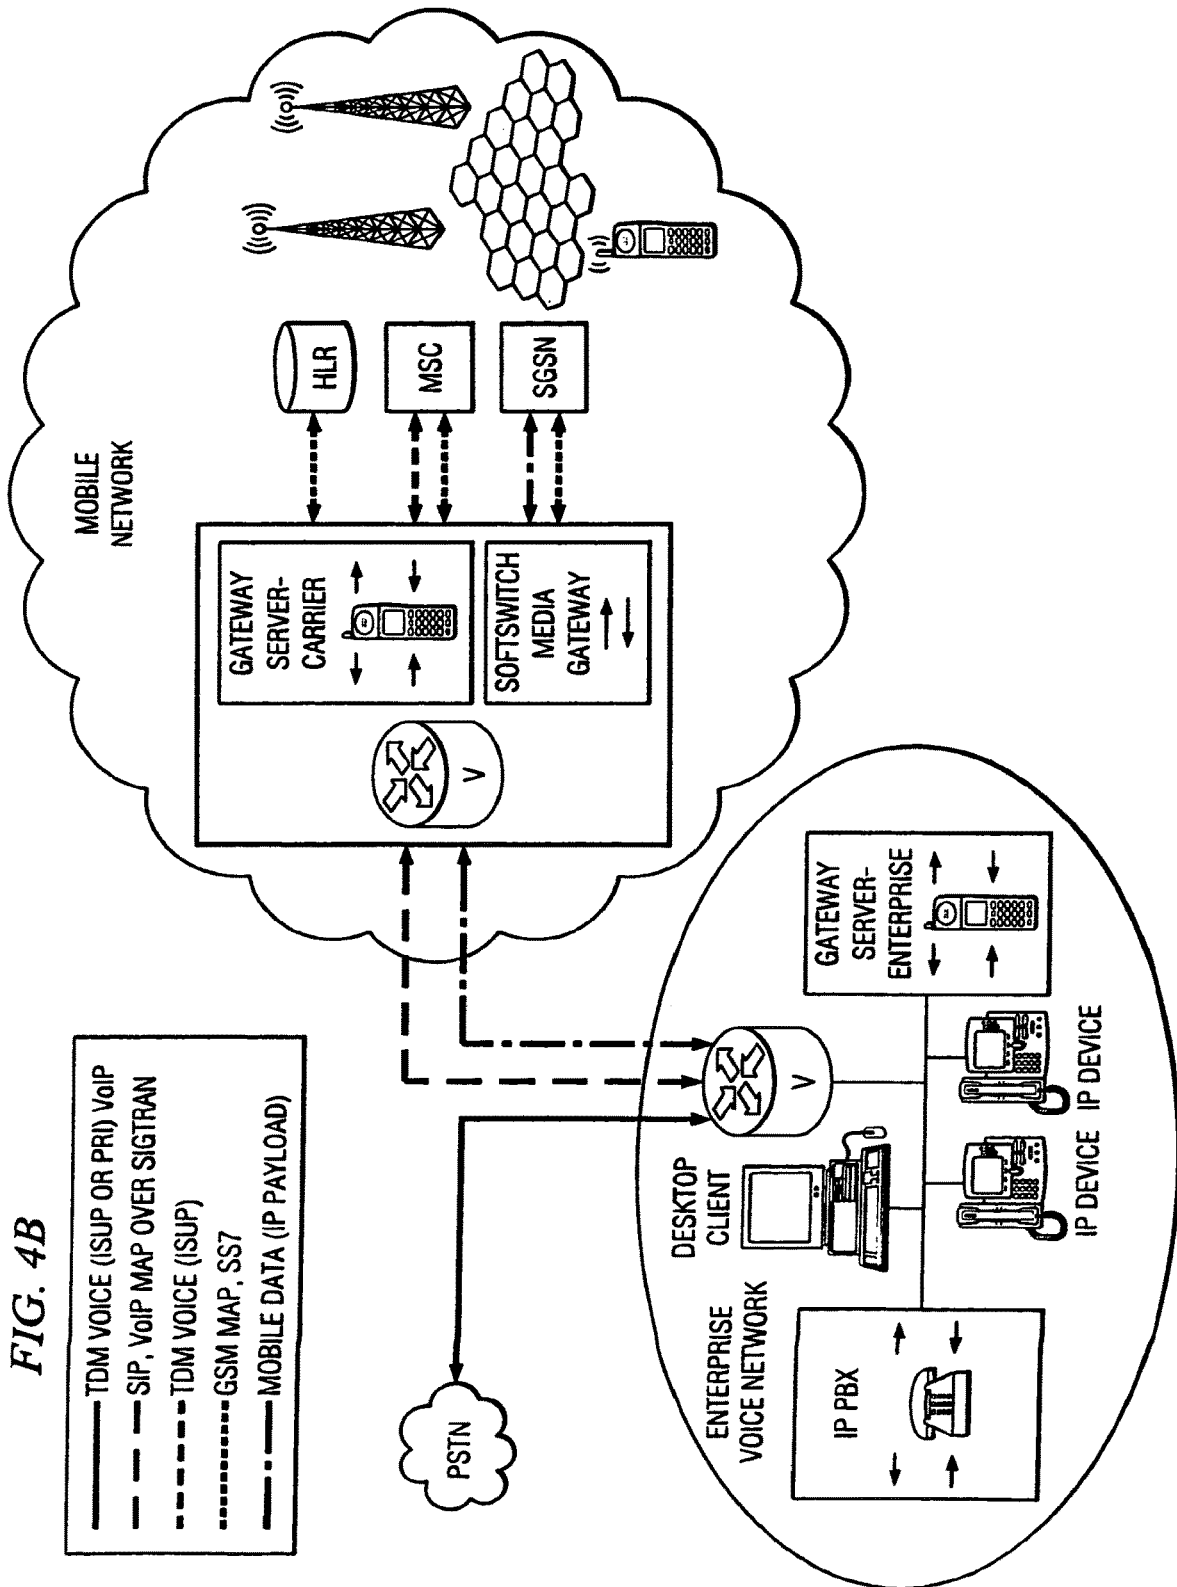 FIG. 4B
TDM VOICE (ISUP OR PRI) VoIP
SIP, VoIP MAP OVER SIGTRAN
TDM VOICE (ISUP)
GSM MAP, SS7
MOBILE DATA (IP PAYLOAD)
MOBILE
NETWORK
GATEWAY
SERVER-
CARRIER
SOFTSWITCH
MEDIA
GATEWAY
V
HLR
MSC
SGSN
PSTN
ENTERPRISE
VOICE NETWORK
DESKTOP
CLIENT
V
GATEWAY
SERVER-
ENTERPRISE
IP PBX
IP DEVICE
IP DEVICE